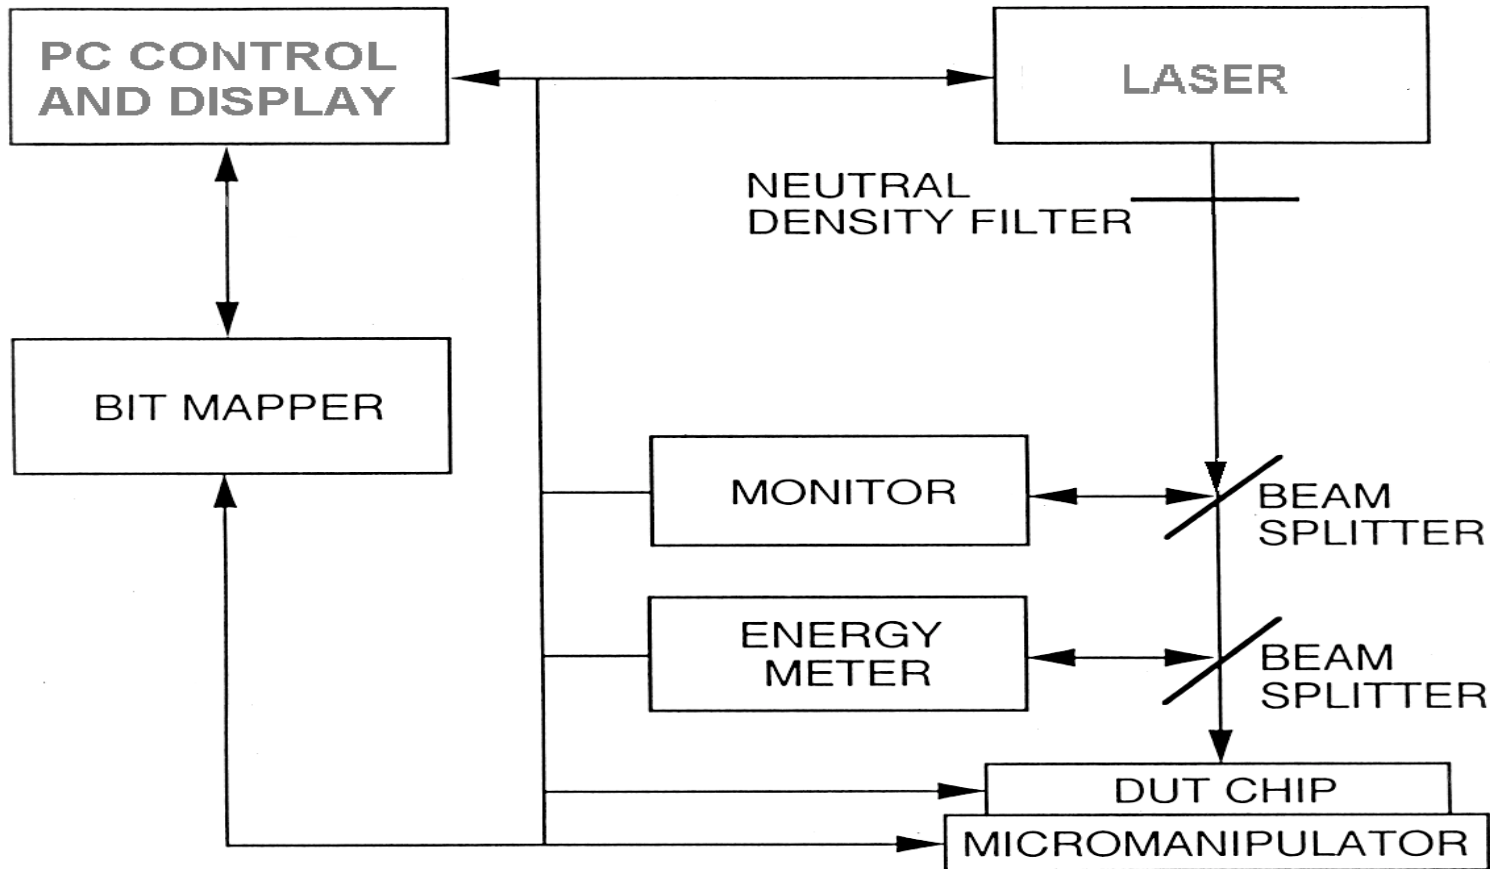 PC CONTROL
AND DISPLAY
LASER
NEUTRAL
DENSITY FILTER
BIT MAPPER
MONITOR
BEAM
SPLITTER
ENERGY
METER
BEAM
SPLITTER
DUT CHIP
MICROMANIPULATOR